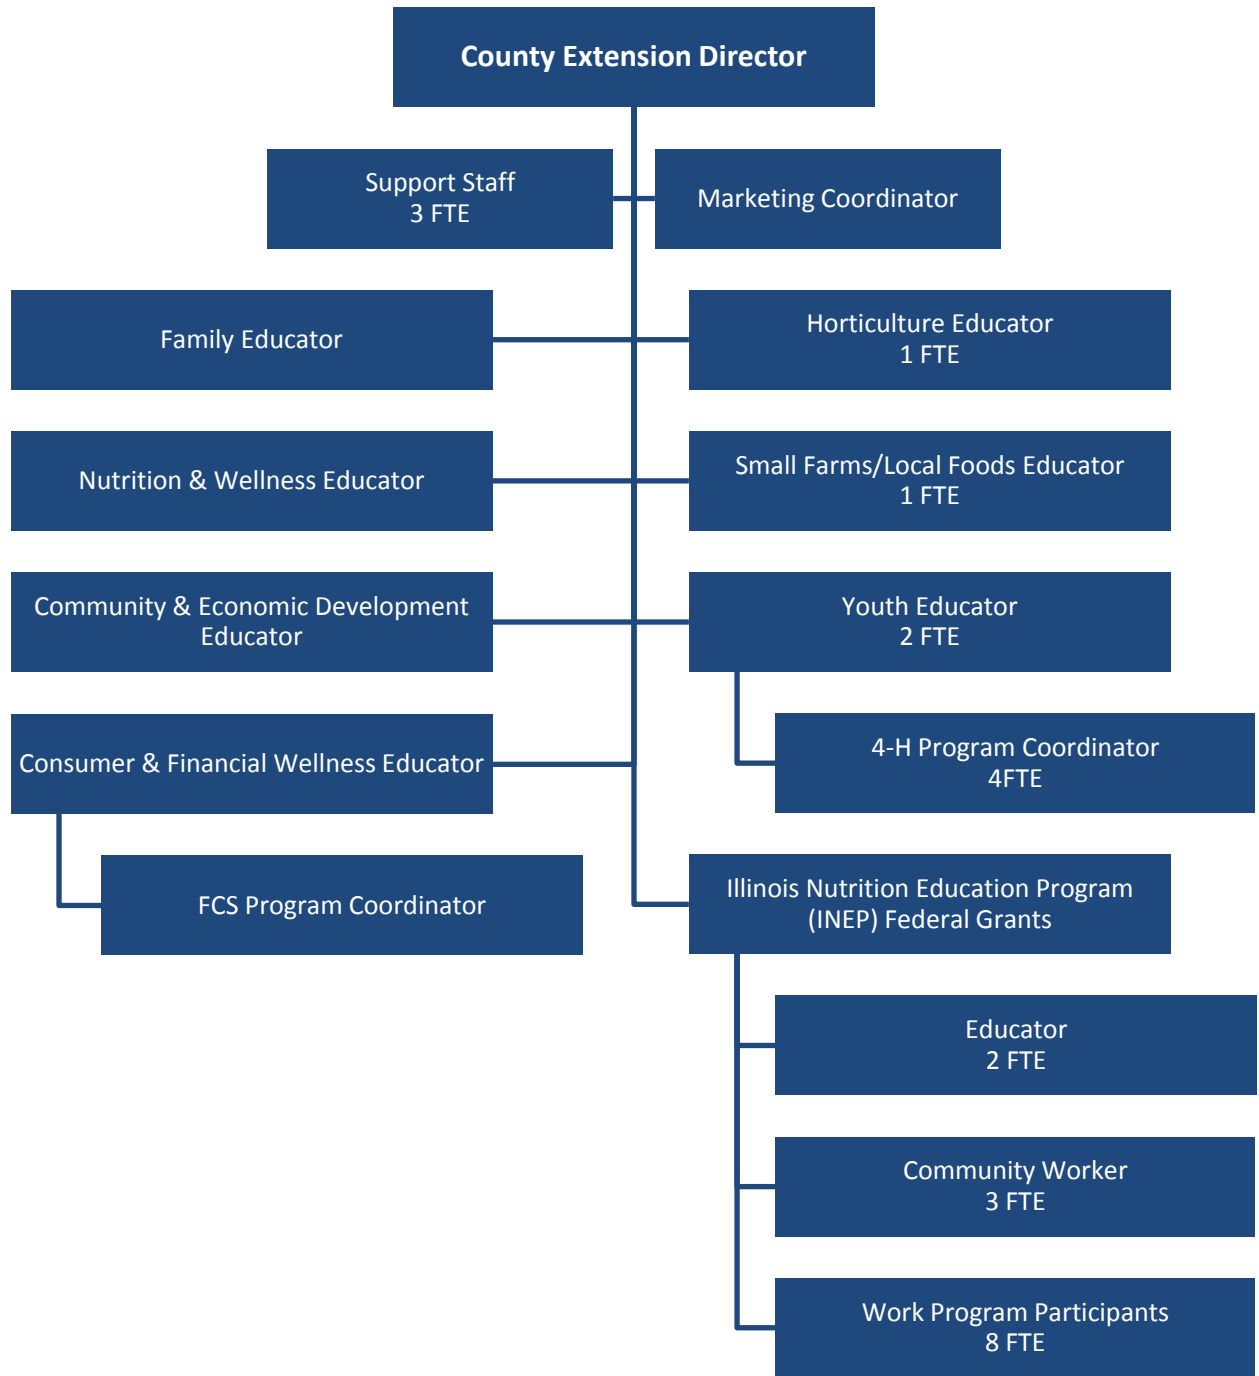 County Extension Director
Support Staff
3 FTE
Marketing Coordinator
Family Educator
Horticulture Educator
1 FTE
Nutrition & Wellness Educator
Small Farms/Local Foods Educator
1 FTE
Community & Economic Development
Educator
Youth Educator
2 FTE
Consumer & Financial Wellness Educator
4-H Program Coordinator
4FTE
FCS Program Coordinator
Illinois Nutrition Education Program
(INEP) Federal Grants
Educator
2 FTE
Community Worker
3 FTE
Work Program Participants
8 FTE